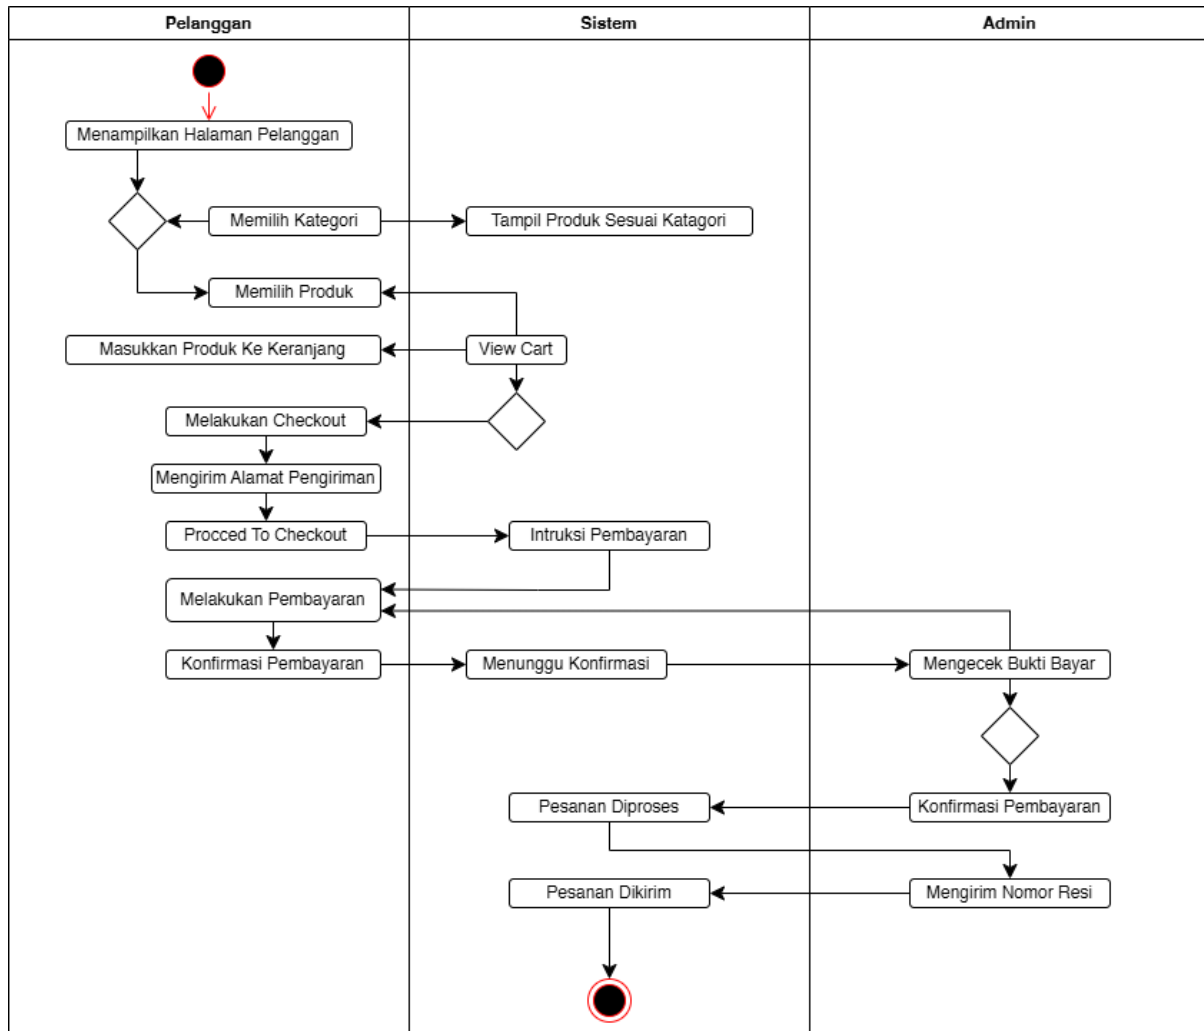 Pelanggan
Sistem
Admin
Menampilkan Halaman Pelanggan
Memilih Kategori
Tampil Produk Sesuai Katagori
Memilih Produk
Masukkan Produk Ke Keranjang
View Cart
Melakukan Checkout
Mengirim Alamat Pengiriman
Procced To Checkout
Intruksi Pembayaran
Melakukan Pembayaran
Konfirmasi Pembayaran
Menunggu Konfirmasi
Mengecek Bukti Bayar
Pesanan Diproses
Konfirmasi Pembayaran
Pesanan Dikirim
Mengirim Nomor Resi